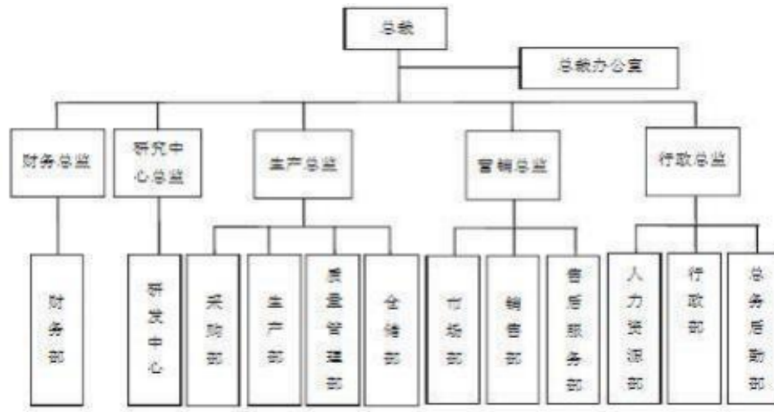 总裁
总裁办公室
财务总监
研究中
心总监
生产总监
营销总监
行政总监
财务部
研发中心
采购部
生产部
质量管理部
仓储部
市场部
销售部
售后服务部
人力资源部
行政部
总务后勤部